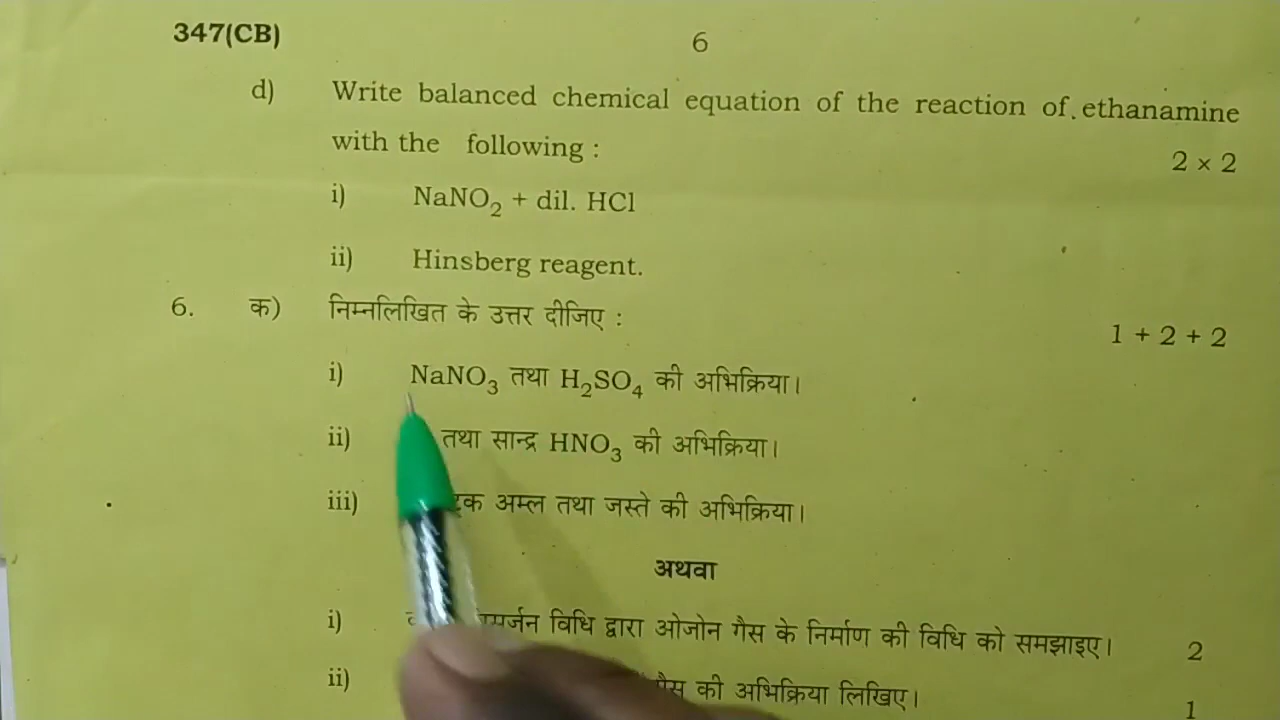 347(CB)
6
d) Write balanced chemical equation of the reaction of ethanamine
with the following :
2 × 2
i) NaNO₂ + dil. HCl
ii) Hinsberg reagent.
6. क) निम्नलिखित के उत्तर दीजिए :
1 + 2 + 2
i) NaNO₃ तथा H₂SO₄ की अभिक्रिया।
ii) तथा सान्द्र HNO₃ की अभिक्रिया।
iii) अम्ल तथा जस्ते की अभिक्रिया।
अथवा
i) विधि द्वारा ओजोन गैस के निर्माण की विधि को समझाइए। 2
ii) गैस की अभिक्रिया लिखिए। 1